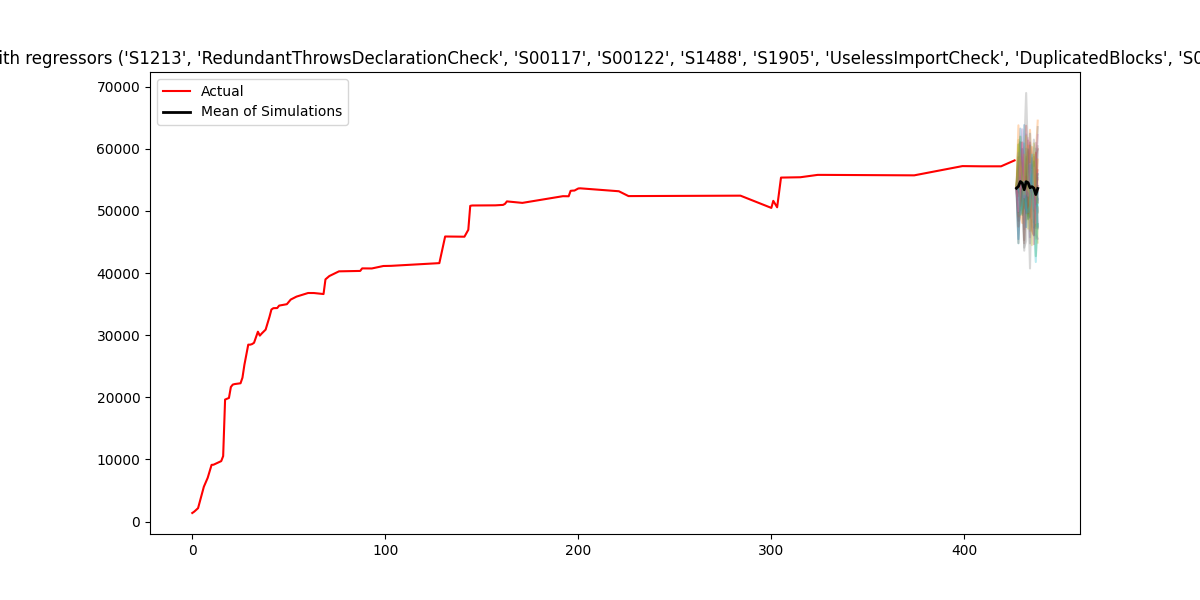 ith regressors ('S1213', 'RedundantThrowsDeclarationCheck', 'S00117', 'S00122', 'S1488', 'S1905', 'UselessImportCheck', 'DuplicatedBlocks', 'S0
Actual
Mean of Simulations
70000
60000
50000
40000
30000
20000
10000
0
0 100 200 300 400